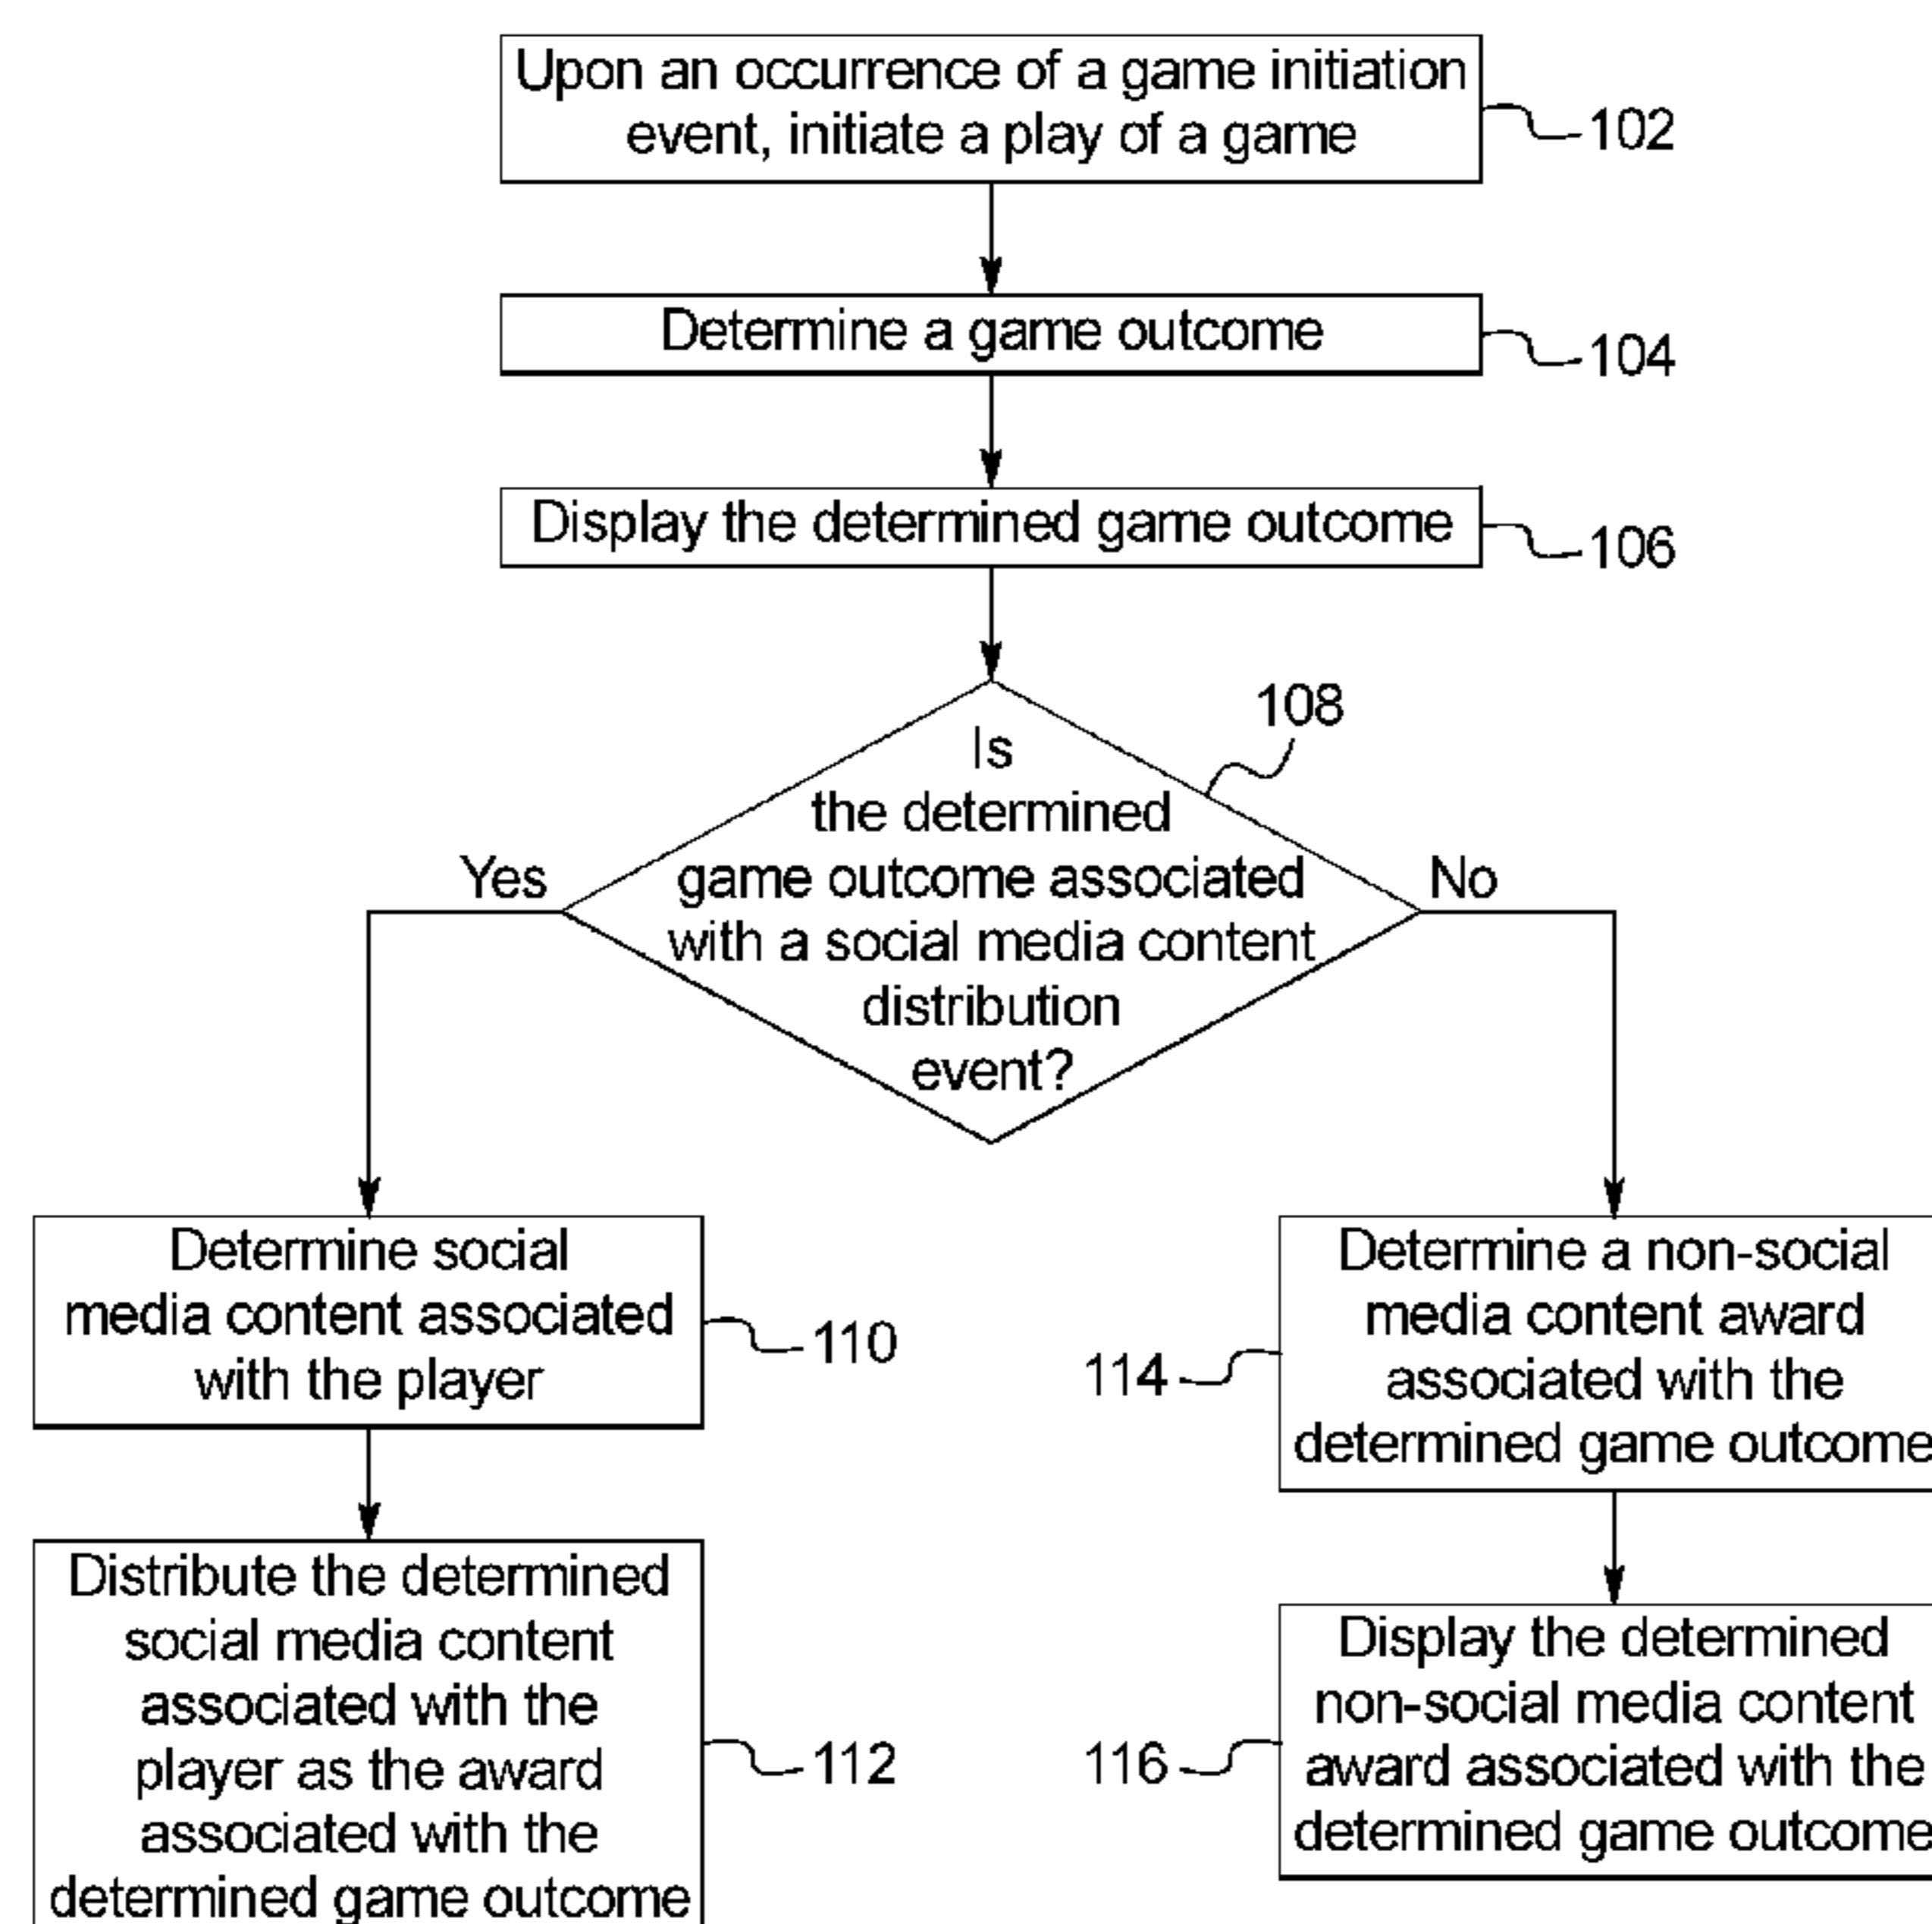 Upon an occurrence of a game initiation
event, initiate a play of a game
102
Determine a game outcome
104
Display the determined game outcome
106
108
Is
the determined
game outcome associated
with a social media content
distribution
event?
Yes
No
Determine social
media content associated
with the player
110
Distribute the determined
social media content
associated with the
player as the award
associated with the
determined game outcome
112
Determine a non-social
media content award
associated with the
determined game outcome
114
Display the determined
non-social media content
award associated with the
determined game outcome
116